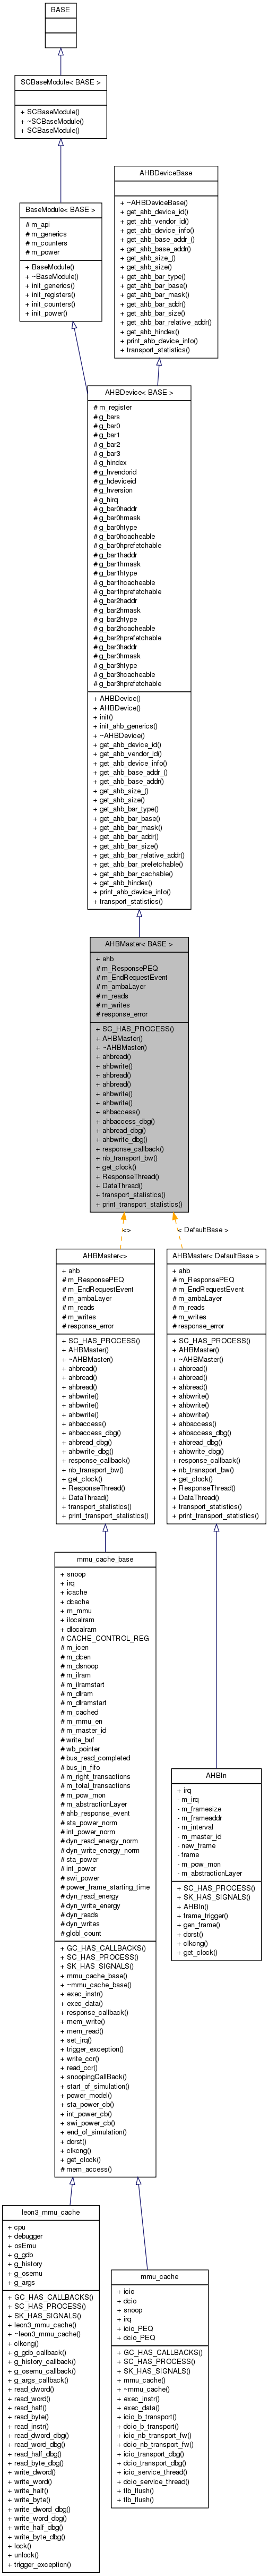 BASE
SCBaseModule< BASE >
+ SCBaseModule()
+ ~SCBaseModule()
+ SCBaseModule()
BaseModule< BASE >
# m_api
# m_generics
# m_counters
# m_power
+ BaseModule()
+ ~BaseModule()
+ init_generics()
+ init_registers()
+ init_counters()
+ init_power()
AHBDeviceBase
+ ~AHBDeviceBase()
+ get_ahb_device_id()
+ get_ahb_vendor_id()
+ get_ahb_device_info()
+ get_ahb_base_addr_()
+ get_ahb_base_addr()
+ get_ahb_size_()
+ get_ahb_size()
+ get_ahb_bar_type()
+ get_ahb_bar_base()
+ get_ahb_bar_mask()
+ get_ahb_bar_addr()
+ get_ahb_bar_size()
+ get_ahb_bar_relative_addr()
+ get_ahb_hindex()
+ print_ahb_device_info()
+ transport_statistics()
AHBDevice< BASE >
# m_register
# g_bars
# g_bar0
# g_bar1
# g_bar2
# g_bar3
# g_hindex
# g_hvendorid
# g_hdeviceid
# g_hversion
# g_hirq
# g_bar0haddr
# g_bar0hmask
# g_bar0htype
# g_bar0hcacheable
# g_bar0hprefetchable
# g_bar1haddr
# g_bar1hmask
# g_bar1htype
# g_bar1hcacheable
# g_bar1hprefetchable
# g_bar2haddr
# g_bar2hmask
# g_bar2htype
# g_bar2hcacheable
# g_bar2hprefetchable
# g_bar3haddr
# g_bar3hmask
# g_bar3htype
# g_bar3hcacheable
# g_bar3hprefetchable
+ AHBDevice()
+ AHBDevice()
+ init()
+ init_ahb_generics()
+ ~AHBDevice()
+ get_ahb_device_id()
+ get_ahb_vendor_id()
+ get_ahb_device_info()
+ get_ahb_base_addr_()
+ get_ahb_base_addr()
+ get_ahb_size_()
+ get_ahb_size()
+ get_ahb_bar_type()
+ get_ahb_bar_base()
+ get_ahb_bar_mask()
+ get_ahb_bar_addr()
+ get_ahb_bar_size()
+ get_ahb_bar_relative_addr()
+ get_ahb_bar_prefetchable()
+ get_ahb_bar_cachable()
+ get_ahb_hindex()
+ print_ahb_device_info()
+ transport_statistics()
AHBMaster< BASE >
+ ahb
# m_ResponsePEQ
# m_EndRequestEvent
# m_ambaLayer
# m_reads
# m_writes
# response_error
+ SC_HAS_PROCESS()
+ AHBMaster()
+ ~AHBMaster()
+ ahbread()
+ ahbwrite()
+ ahbread()
+ ahbread()
+ ahbwrite()
+ ahbwrite()
+ ahbaccess()
+ ahbaccess_dbg()
+ ahbread_dbg()
+ ahbwrite_dbg()
+ response_callback()
+ nb_transport_bw()
+ get_clock()
+ ResponseThread()
+ DataThread()
+ transport_statistics()
+ print_transport_statistics()
<>
< DefaultBase >
AHBMaster<>
+ ahb
# m_ResponsePEQ
# m_EndRequestEvent
# m_ambaLayer
# m_reads
# m_writes
# response_error
+ SC_HAS_PROCESS()
+ AHBMaster()
+ ~AHBMaster()
+ ahbread()
+ ahbread()
+ ahbread()
+ ahbwrite()
+ ahbwrite()
+ ahbwrite()
+ ahbaccess()
+ ahbaccess_dbg()
+ ahbread_dbg()
+ ahbwrite_dbg()
+ response_callback()
+ nb_transport_bw()
+ get_clock()
+ ResponseThread()
+ DataThread()
+ transport_statistics()
+ print_transport_statistics()
AHBMaster< DefaultBase >
+ ahb
# m_ResponsePEQ
# m_EndRequestEvent
# m_ambaLayer
# m_reads
# m_writes
# response_error
+ SC_HAS_PROCESS()
+ AHBMaster()
+ ~AHBMaster()
+ ahbread()
+ ahbread()
+ ahbread()
+ ahbwrite()
+ ahbwrite()
+ ahbwrite()
+ ahbaccess()
+ ahbaccess_dbg()
+ ahbread_dbg()
+ ahbwrite_dbg()
+ response_callback()
+ nb_transport_bw()
+ get_clock()
+ ResponseThread()
+ DataThread()
+ transport_statistics()
+ print_transport_statistics()
mmu_cache_base
+ snoop
+ irq
+ icache
+ dcache
+ m_mmu
+ ilocalram
+ dlocalram
# CACHE_CONTROL_REG
# m_icen
# m_dcen
# m_dsnoop
# m_ilram
# m_ilramstart
# m_dlram
# m_dlramstart
# m_cached
# m_mmu_en
# m_master_id
# write_buf
# wb_pointer
# bus_read_completed
# bus_in_fifo
# m_right_transactions
# m_total_transactions
# m_pow_mon
# m_abstractionLayer
# ahb_response_event
# sta_power_norm
# int_power_norm
# dyn_read_energy_norm
# dyn_write_energy_norm
# sta_power
# int_power
# swi_power
# power_frame_starting_time
# dyn_read_energy
# dyn_write_energy
# dyn_reads
# dyn_writes
# globl_count
+ GC_HAS_CALLBACKS()
+ SC_HAS_PROCESS()
+ SK_HAS_SIGNALS()
+ mmu_cache_base()
+ ~mmu_cache_base()
+ exec_instr()
+ exec_data()
+ response_callback()
+ mem_write()
+ mem_read()
+ set_irq()
+ trigger_exception()
+ write_ccr()
+ read_ccr()
+ snoopingCallBack()
+ start_of_simulation()
+ power_model()
+ sta_power_cb()
+ int_power_cb()
+ swi_power_cb()
+ end_of_simulation()
+ dorst()
+ clkcng()
+ get_clock()
# mem_access()
AHBIn
+ irq
- m_irq
- m_framesize
- m_frameaddr
- m_interval
- m_master_id
- new_frame
- frame
- m_pow_mon
- m_abstractionLayer
+ SC_HAS_PROCESS()
+ SK_HAS_SIGNALS()
+ AHBIn()
+ frame_trigger()
+ gen_frame()
+ dorst()
+ clkcng()
+ get_clock()
leon3_mmu_cache
+ cpu
+ debugger
+ osEmu
+ g_gdb
+ g_history
+ g_osemu
+ g_args
+ GC_HAS_CALLBACKS()
+ SC_HAS_PROCESS()
+ SK_HAS_SIGNALS()
+ leon3_mmu_cache()
+ ~leon3_mmu_cache()
+ clkcng()
+ g_gdb_callback()
+ g_history_callback()
+ g_osemu_callback()
+ g_args_callback()
+ read_dword()
+ read_word()
+ read_half()
+ read_byte()
+ read_instr()
+ read_dword_dbg()
+ read_word_dbg()
+ read_half_dbg()
+ read_byte_dbg()
+ write_dword()
+ write_word()
+ write_half()
+ write_byte()
+ write_dword_dbg()
+ write_word_dbg()
+ write_half_dbg()
+ write_byte_dbg()
+ lock()
+ unlock()
+ trigger_exception()
mmu_cache
+ icio
+ dcio
+ snoop
+ irq
+ icio_PEQ
+ dcio_PEQ
+ GC_HAS_CALLBACKS()
+ SC_HAS_PROCESS()
+ SK_HAS_SIGNALS()
+ mmu_cache()
+ ~mmu_cache()
+ exec_instr()
+ exec_data()
+ icio_b_transport()
+ dcio_b_transport()
+ icio_nb_transport_fw()
+ dcio_nb_transport_fw()
+ icio_transport_dbg()
+ dcio_transport_dbg()
+ icio_service_thread()
+ dcio_service_thread()
+ tlb_flush()
+ tlb_flush()